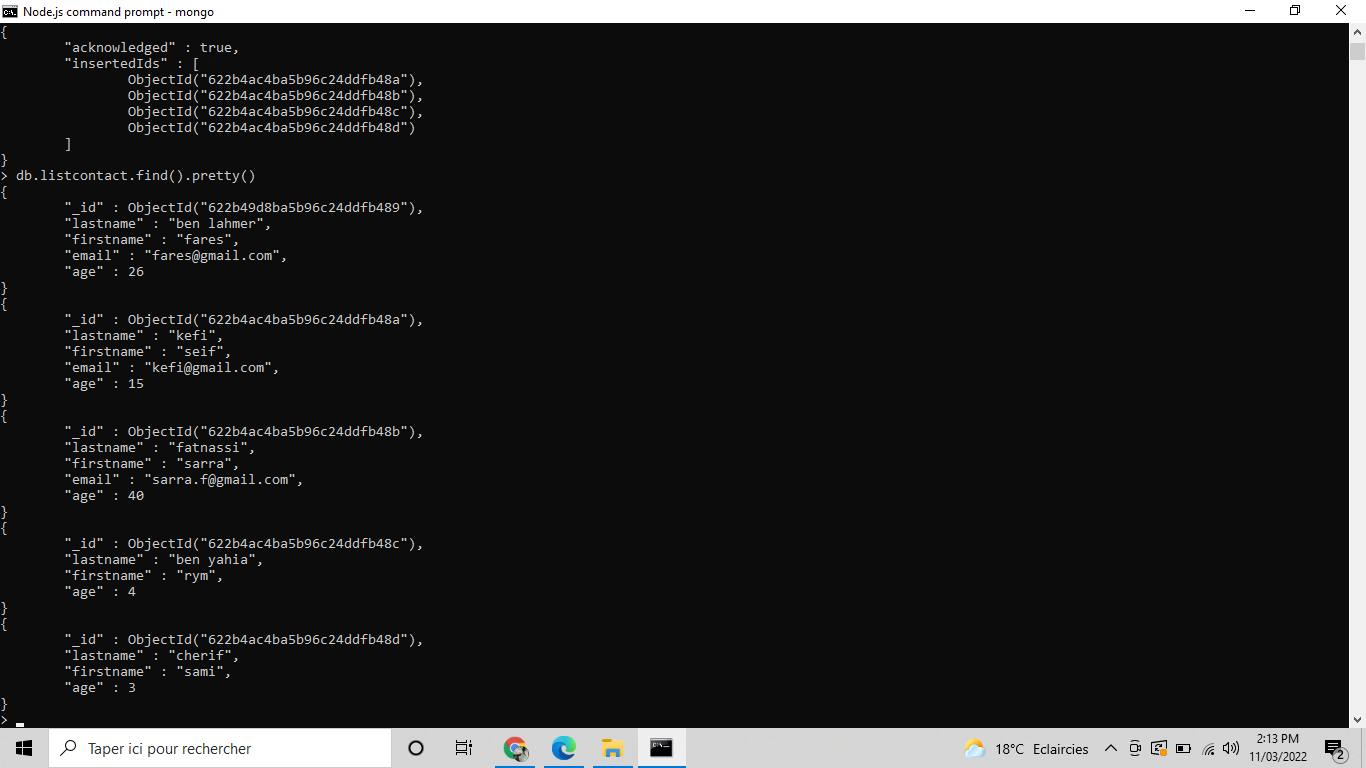 Node.js command prompt - mongo
{
"acknowledged" : true,
"insertedIds" : [
ObjectId("622b4ac4ba5b96c24ddfb48a"),
ObjectId("622b4ac4ba5b96c24ddfb48b"),
ObjectId("622b4ac4ba5b96c24ddfb48c"),
ObjectId("622b4ac4ba5b96c24ddfb48d")
]
}
> db.listcontact.find().pretty()
{
"_id" : ObjectId("622b49d8ba5b96c24ddfb489"),
"lastname" : "ben lahmer",
"firstname" : "fares",
"email" : "fares@gmail.com",
"age" : 26
}
{
"_id" : ObjectId("622b4ac4ba5b96c24ddfb48a"),
"lastname" : "kefi",
"firstname" : "seif",
"email" : "kefi@gmail.com",
"age" : 15
}
{
"_id" : ObjectId("622b4ac4ba5b96c24ddfb48b"),
"lastname" : "fatnassi",
"firstname" : "sarra",
"email" : "sarra.f@gmail.com",
"age" : 40
}
{
"_id" : ObjectId("622b4ac4ba5b96c24ddfb48c"),
"lastname" : "ben yahia",
"firstname" : "rym",
"age" : 4
}
{
"_id" : ObjectId("622b4ac4ba5b96c24ddfb48d"),
"lastname" : "cherif",
"firstname" : "sami",
"age" : 3
}
>
Taper ici pour rechercher
18°C Eclaircies
2:13 PM
11/03/2022
2